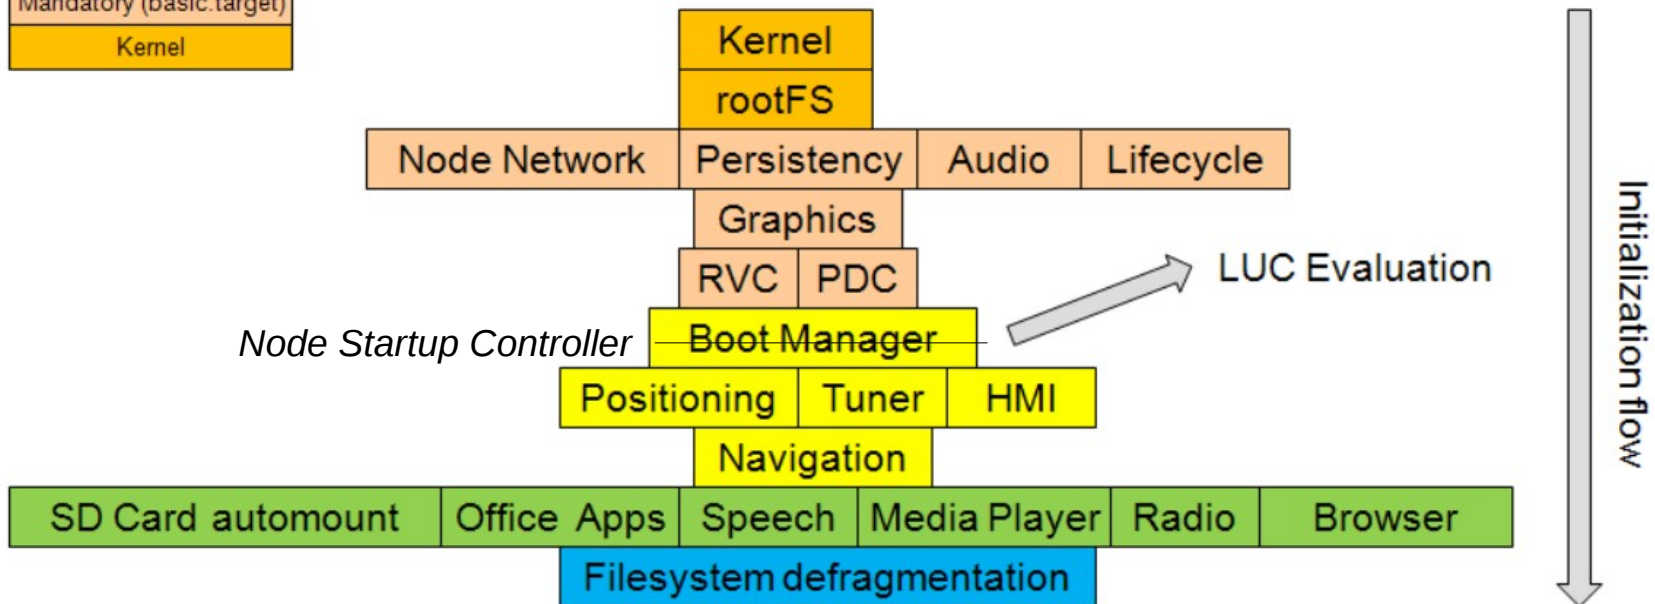 Mandatory (basic.target)
Kernel
Kernel
rootFS
Node Network Persistency Audio Lifecycle
Graphics
RVC PDC
LUC Evaluation
Node Startup Controller Boot Manager
Positioning Tuner HMI
Navigation
SD Card automount Office Apps Speech Media Player Radio Browser
Filesystem defragmentation
Initialization flow